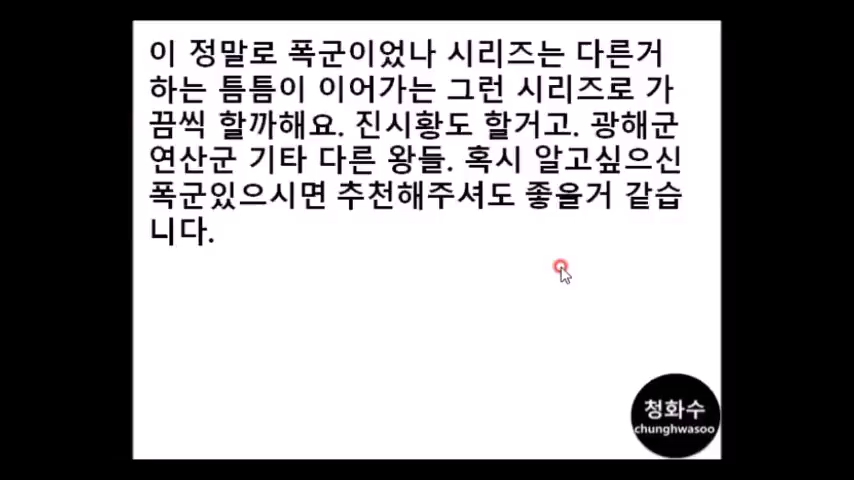 이 정말로 폭군이었나 시리즈는 다른거
하는 틈틈이 이어가는 그런 시리즈로 가
끔씩 할까해요. 진시황도 할거고. 광해군
연산군 기타 다른 왕들. 혹시 알고싶으신
폭군있으시면 추천해주셔도 좋을거 같습
니다.
청화수
chunghwasoo